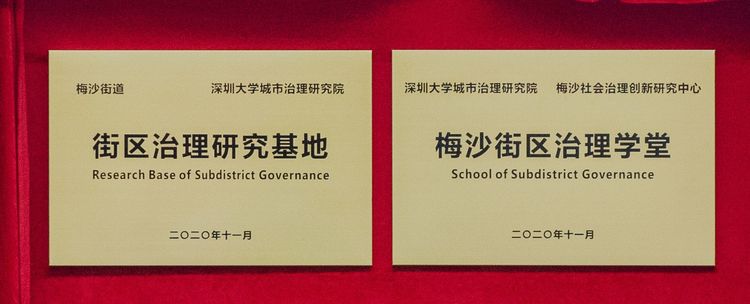 梅沙街道 深圳大学城市治理研究院
街区治理研究基地
Research Base of Subdistrict Governance
二〇二〇年十一月
深圳大学城市治理研究院 梅沙社会治理创新研究中心
梅沙街区治理学堂
School of Subdistrict Governance
二〇二〇年十一月